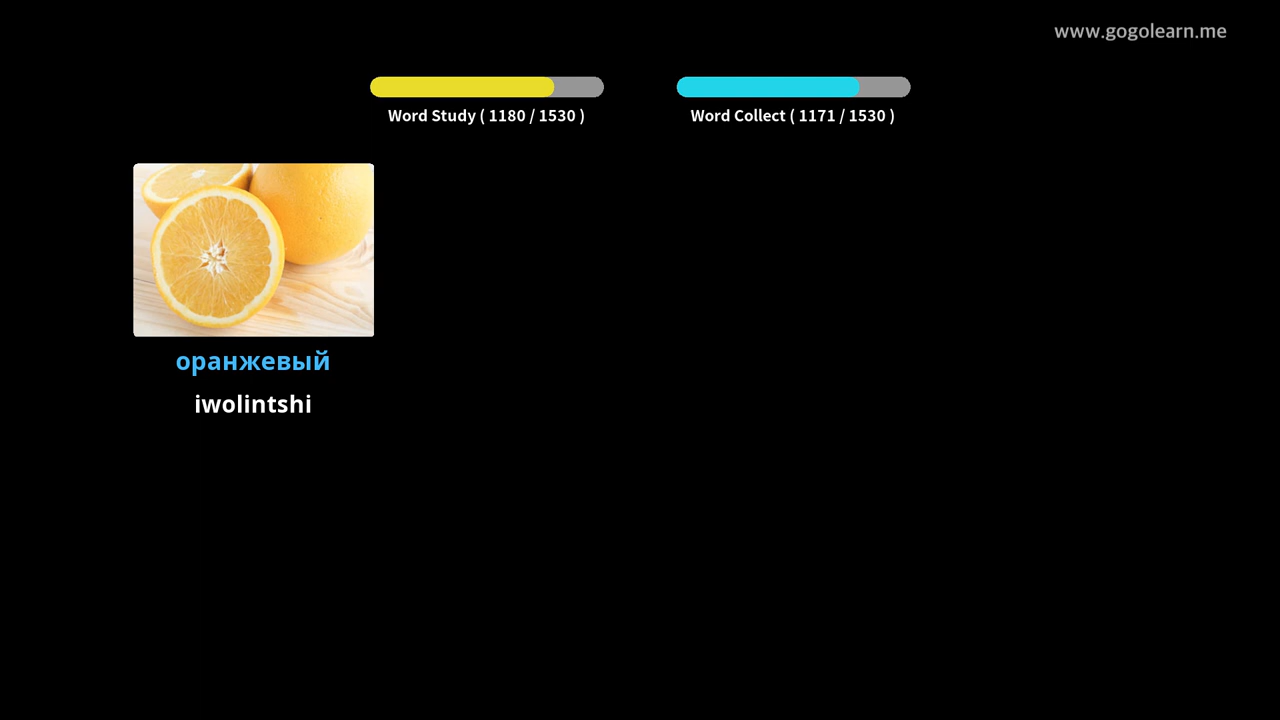 www.gogolearn.me
Word Study ( 1180 / 1530 )
Word Collect ( 1171 / 1530 )
оранжевый
iwolintshi